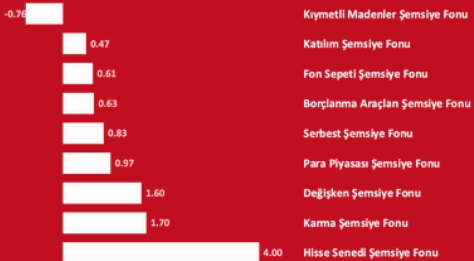 -0.76 Kıymetli Madenler Şemsiye Fonu
0.47 Katılım Şemsiye Fonu
0.61 Fon Sepeti Şemsiye Fonu
0.63 Borçlanma Araçları Şemsiye Fonu
0.83 Serbest Şemsiye Fonu
0.97 Para Piyasası Şemsiye Fonu
1.60 Değişken Şemsiye Fonu
1.70 Karma Şemsiye Fonu
4.00 Hisse Senedi Şemsiye Fonu